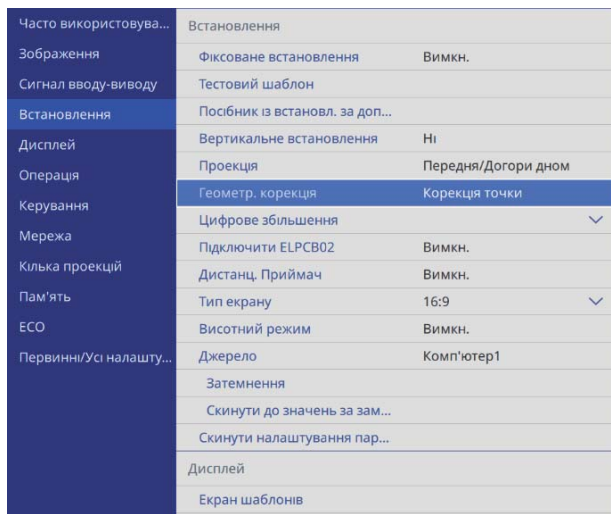 Часто використовува...
Зображення
Сигнал вводу-виводу
Встановлення
Дисплей
Операція
Керування
Мережа
Кілька проекцій
Пам'ять
ECO
Первинні/Усі налашту...
Встановлення
Фіксоване встановлення Вимкн.
Тестовий шаблон
Посібник із встановл. за доп...
Вертикальне встановлення Ні
Проекція Передня/Догори дном
Геометр. корекція Корекція точки
Цифрове збільшення
Підключити ELPCB02 Вимкн.
Дистанц. Приймач Вимкн.
Тип екрану 16:9
Висотний режим Вимкн.
Джерело Комп'ютер1
Затемнення
Скинути до значень за зам...
Скинути налаштування пар...
Дисплей
Екран шаблонів